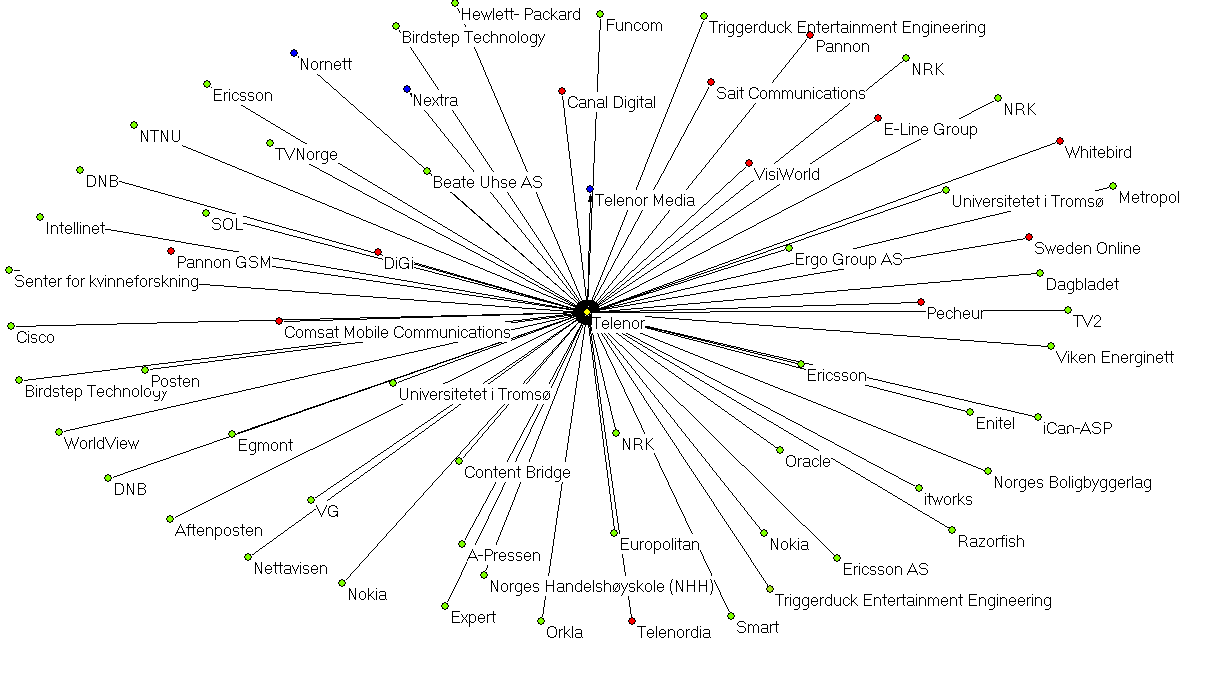 Hewlett- Packard
Funcom
Triggerduck Entertainment Engineering
Birdstep Technology
Pannon
Nornett
NRK
Ericsson
Nextra
Canal Digital
Sait Communications
NRK
NTNU
E-Line Group
TVNorge
Whitebird
DNB
Beate Uhse AS
VisiWorld
Telenor Media
Universitetet i Tromsø
Metropol
Intellinet
SOL
Pannon GSM
DiGi
Ergo Group AS
Sweden Online
Senter for kvinneforskning
Dagbladet
Pecheur
TV2
Cisco
Comsat Mobile Communications
Telenor
Viken Energinett
Birdstep Technology
Posten
Universitetet i Tromsø
Ericsson
WorldView
Egmont
NRK
Enitel
iCan-ASP
DNB
Content Bridge
Oracle
Norges Boligbyggerlag
Aftenposten
VG
itworks
Nettavisen
A-Pressen
Europolitan
Nokia
Razorfish
Nokia
Norges Handelshøyskole (NHH)
Ericsson AS
Expert
Triggerduck Entertainment Engineering
Orkla
Telenordia
Smart